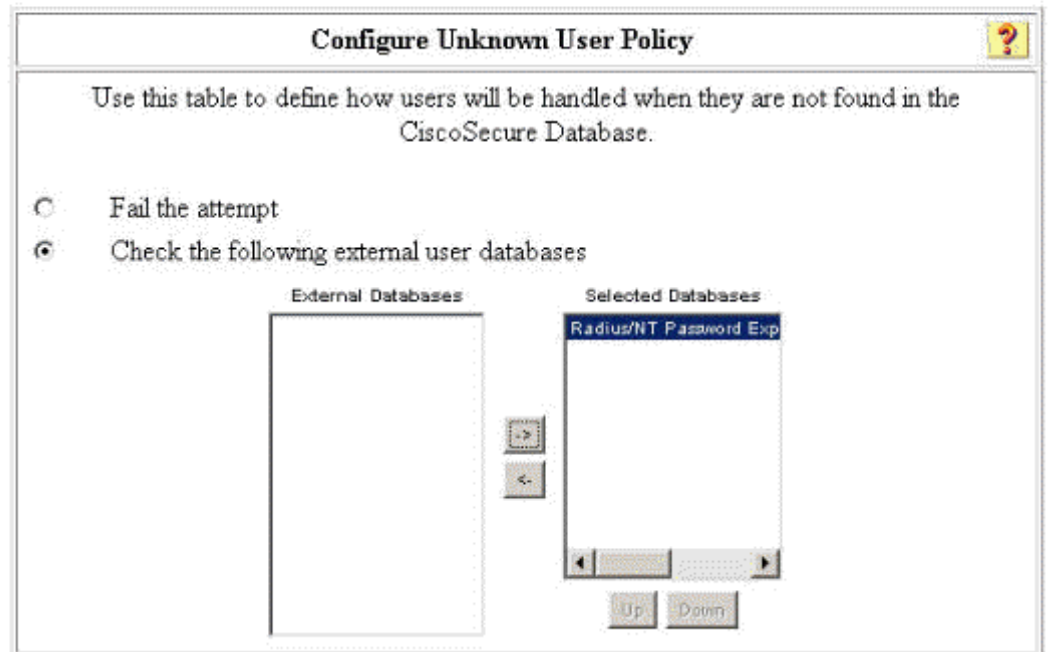 Configure Unknown User Policy
?
Use this table to define how users will be handled when they are not found in the
CiscoSecure Database.
Fail the attempt
Check the following external user databases
External Databases
Selected Databases
Radius/NT Password Exp
->
<-
Up
Down